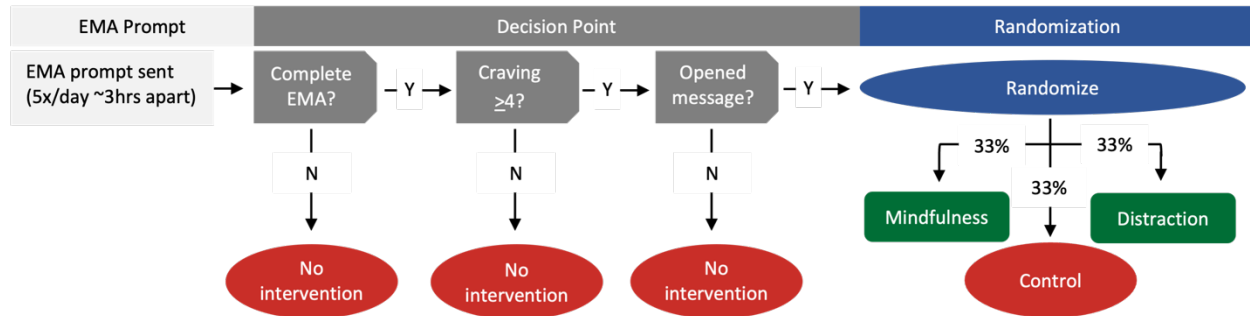 EMA Prompt
Decision Point
Randomization
EMA prompt sent
(5x/day ~3hrs apart)
Complete
EMA?
Y
Craving
≥4?
Y
Opened
message?
Y
Randomize
N
N
N
33%
33%
33%
Mindfulness
Distraction
No
intervention
No
intervention
No
intervention
Control